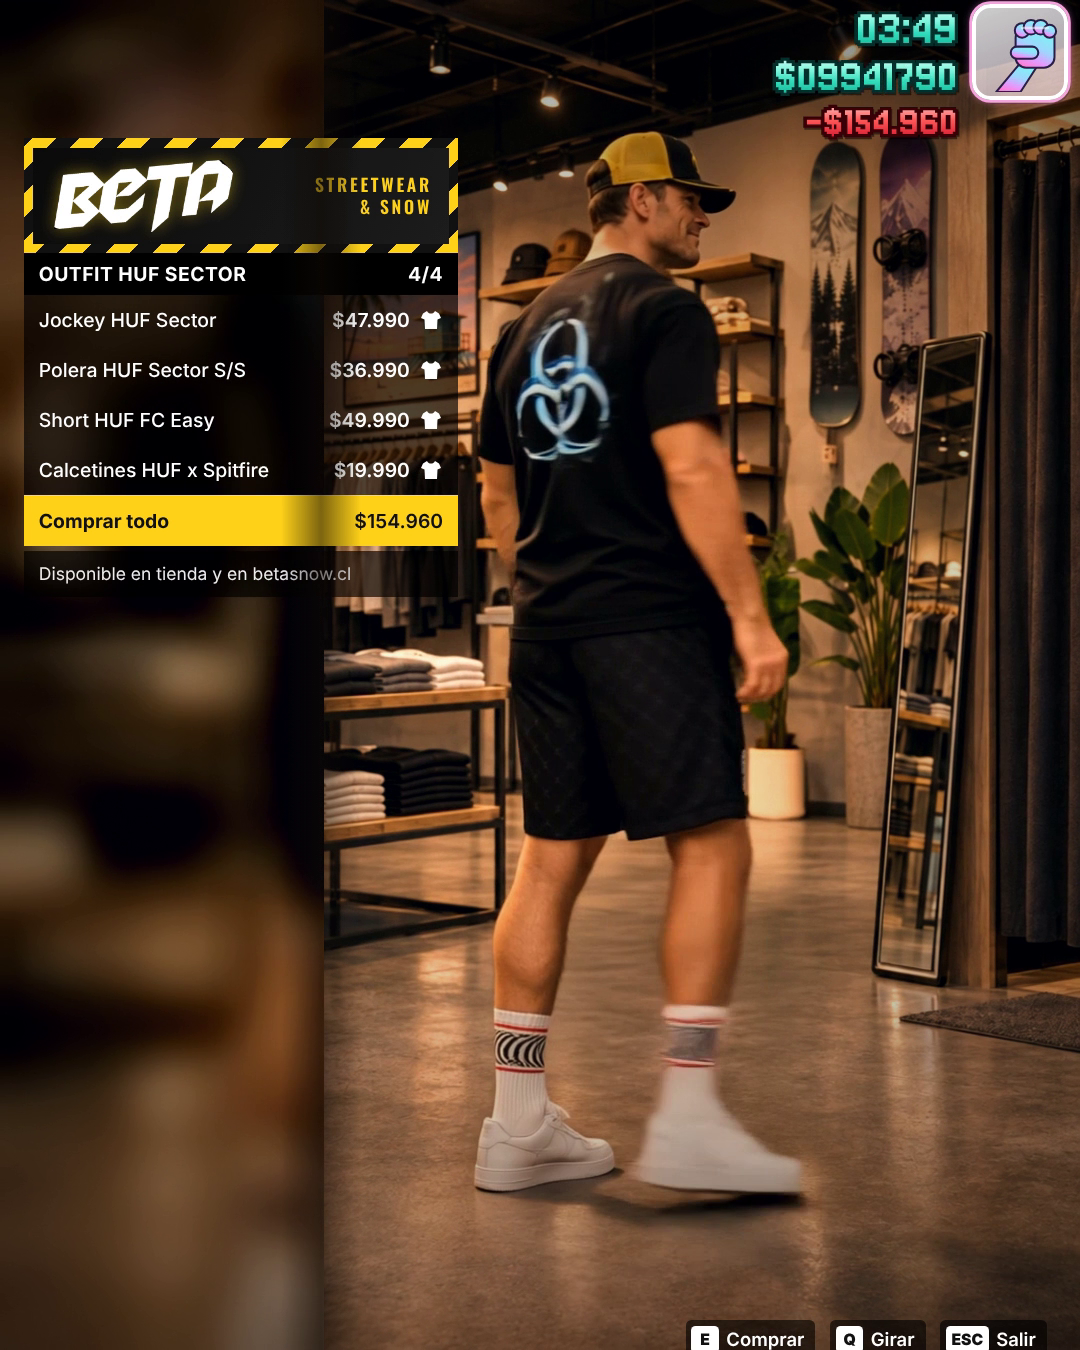 03:49
$09941790
-$154.960
BETA
STREETWEAR
& SNOW
OUTFIT HUF SECTOR 4/4
Jockey HUF Sector $47.990
Polera HUF Sector S/S $36.990
Short HUF FC Easy $49.990
Calcetines HUF x Spitfire $19.990
Comprar todo $154.960
Disponible en tienda y en betasnow.cl
E Comprar Q Girar ESC Salir